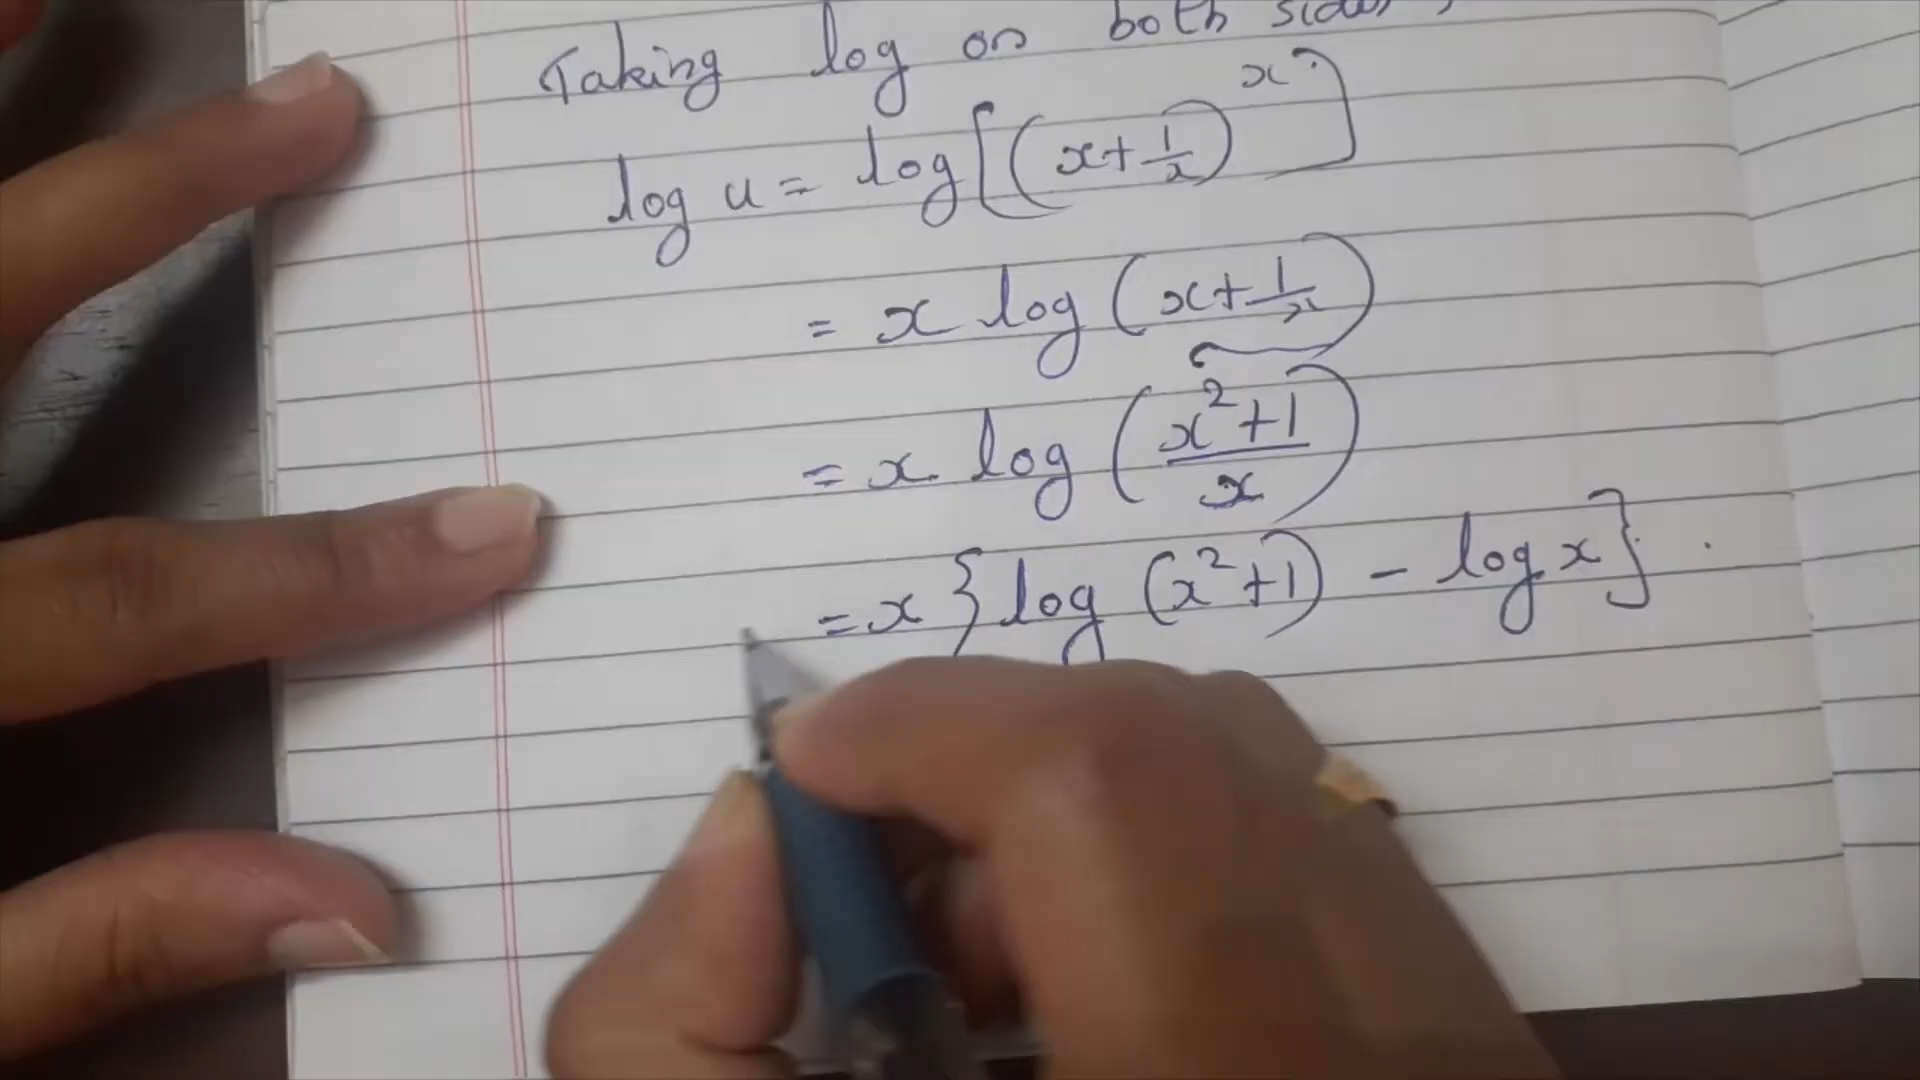 Taking log on both sides,
log u = log[(x+1/x)^x]
= x log (x+1/x)
= x log ((x²+1)/x)
= x {log (x²+1) - log x}.